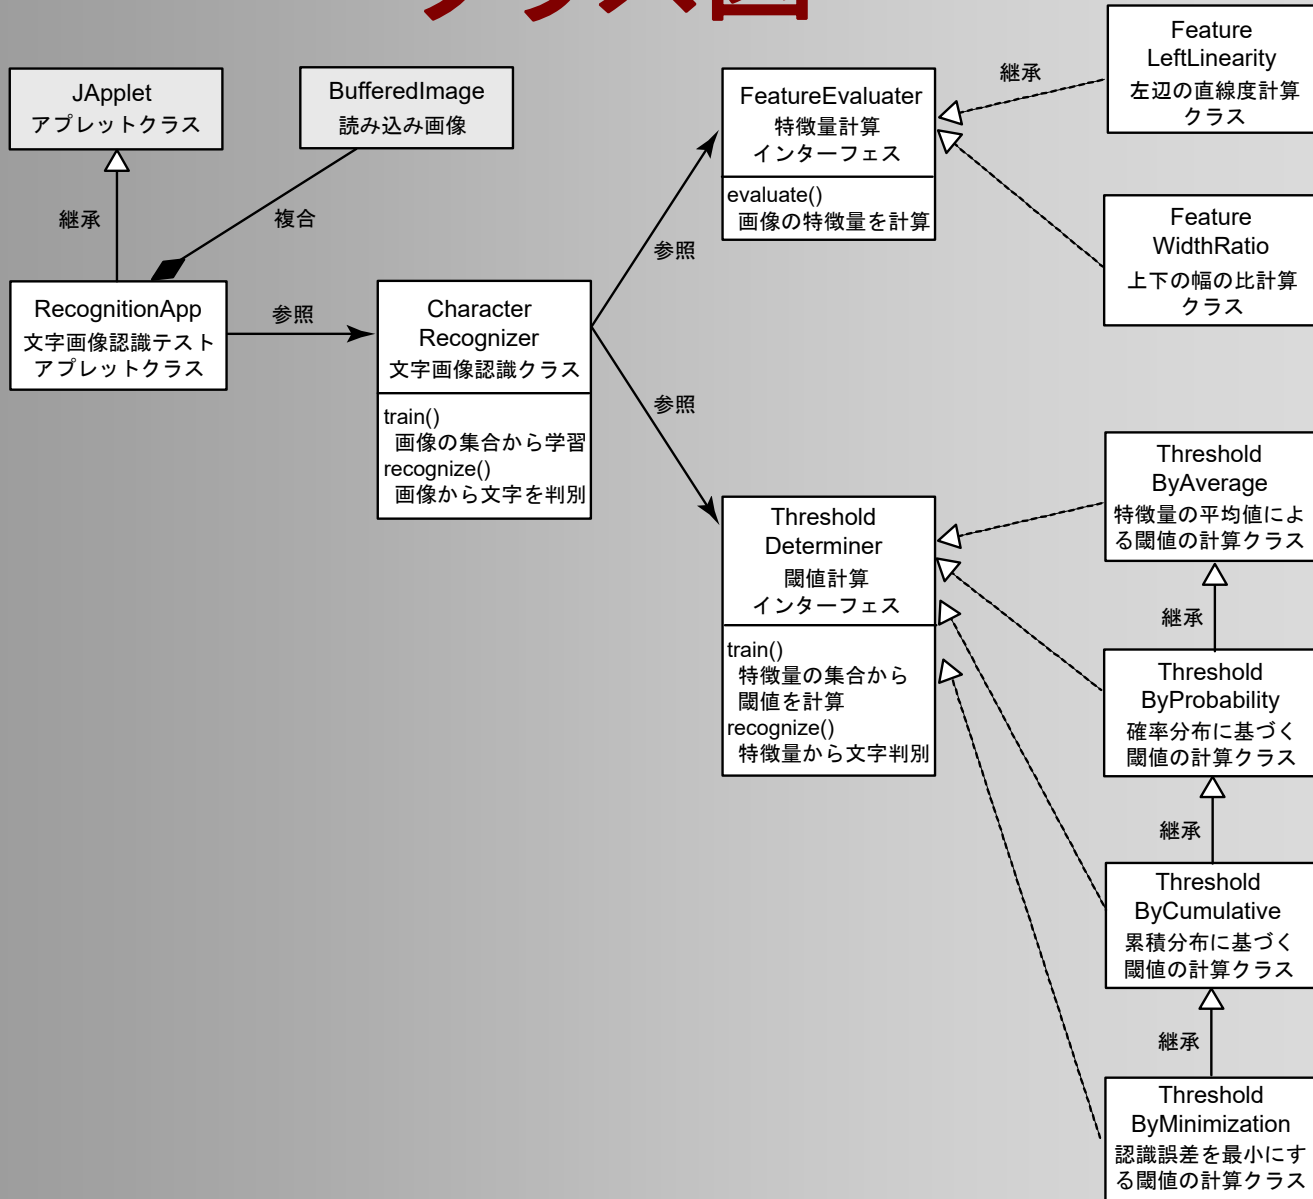 クラス図
JApplet
アプレットクラス
BufferedImage
読み込み画像
継承
複合
RecognitionApp
文字画像認識テスト
アプレットクラス
参照
Character
Recognizer
文字画像認識クラス
train()
画像の集合から学習
recognize()
画像から文字を判別
参照
参照
FeatureEvaluater
特徴量計算
インターフェス
evaluate()
画像の特徴量を計算
継承
Feature
LeftLinearity
左辺の直線度計算
クラス
Feature
WidthRatio
上下の幅の比計算
クラス
Threshold
Determiner
閾値計算
インターフェス
train()
特徴量の集合から
閾値を計算
recognize()
特徴量から文字判別
Threshold
ByAverage
特徴量の平均値によ
る閾値の計算クラス
継承
Threshold
ByProbability
確率分布に基づく
閾値の計算クラス
継承
Threshold
ByCumulative
累積分布に基づく
閾値の計算クラス
継承
Threshold
ByMinimization
認識誤差を最小にす
る閾値の計算クラス